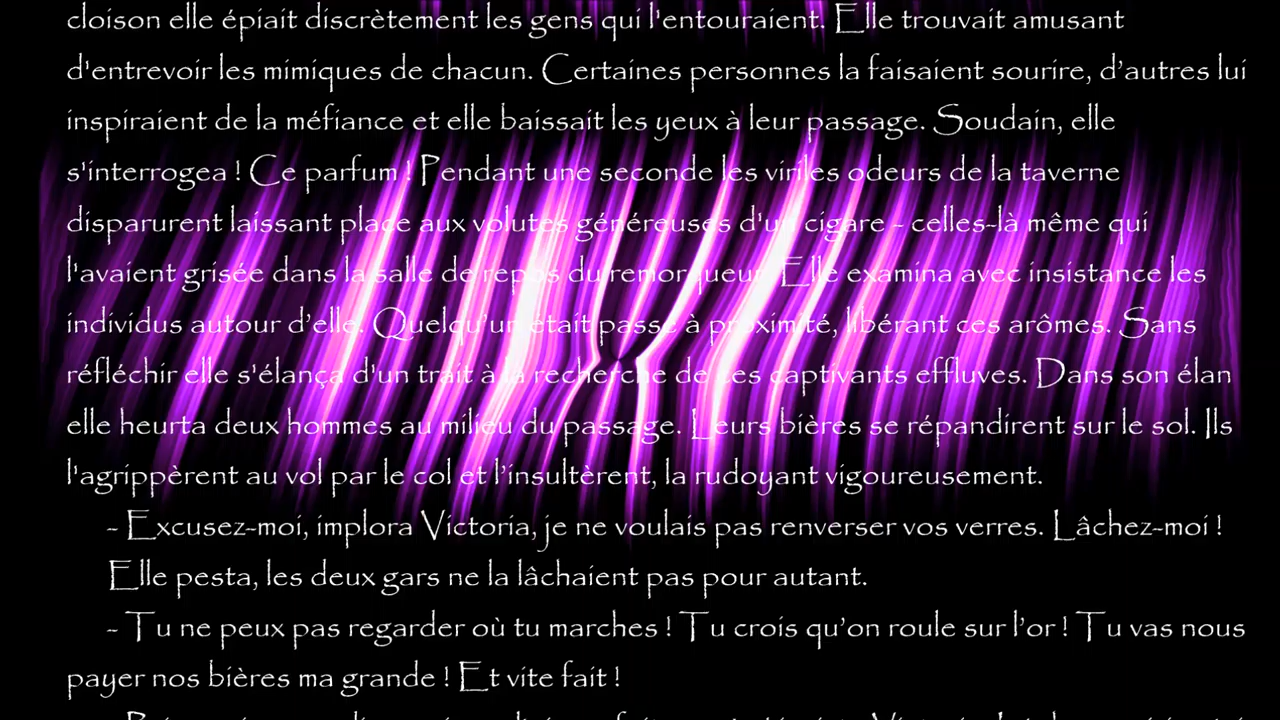 cloison elle épiait discrètement les gens qui l'entouraient. Elle trouvait amusant
d'entrevoir les mimiques de chacun. Certaines personnes la faisaient sourire, d'autres lui
inspiraient de la méfiance et elle baissait les yeux à leur passage. Soudain, elle
s'interrogea ! Ce parfum ! Pendant une seconde les viriles odeurs de la taverne
disparurent laissant place aux volutes généreuses d'un cigare - celles-là même qui
l'avaient grisée dans la salle de repos du remorqueur. Elle examina avec insistance les
individus autour d'elle. Quelqu'un était passé à proximité, libérant ces arômes. Sans
réfléchir elle s'élança d'un trait à la recherche de ces captivants effluves. Dans son élan
elle heurta deux hommes au milieu du passage. Leurs bières se répandirent sur le sol. Ils
l'agrippèrent au vol par le col et l'insultèrent, la rudoyant vigoureusement.
- Excusez-moi, implora Victoria, je ne voulais pas renverser vos verres. Lâchez-moi !
Elle pesta, les deux gars ne la lâchaient pas pour autant.
- Tu ne peux pas regarder où tu marches ! Tu crois qu'on roule sur l'or ! Tu vas nous
payer nos bières ma grande ! Et vite fait !